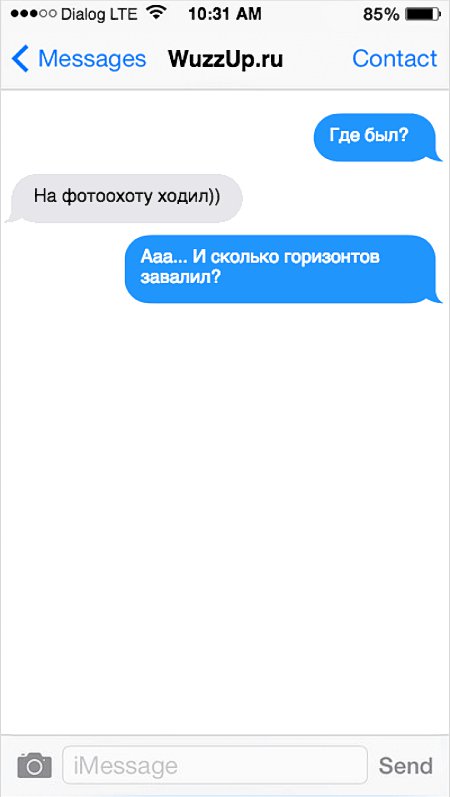 Dialog LTE 10:31 AM 85%
Messages WuzzUp.ru Contact
Где был?
На фотоохоту ходил))
Ааа... И сколько горизонтов
завалил?
iMessage Send